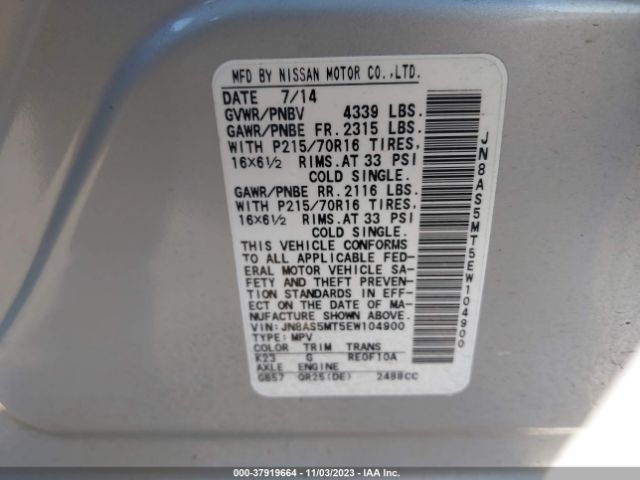 MFD BY NISSAN MOTOR CO.,LTD.
DATE 7/14
GVWR/PNBV 4339 LBS.
GAWR/PNBE FR. 2315 LBS.
WITH P215/70R16 TIRES,
16X6½ RIMS. AT 33 PSI
COLD SINGLE.
GAWR/PNBE RR. 2116 LBS.
WITH P215/70R16 TIRES,
16X6½ RIMS. AT 33 PSI
COLD SINGLE.
THIS VEHICLE CONFORMS
TO ALL APPLICABLE FED-
ERAL MOTOR VEHICLE SA-
FETY AND THEFT PREVEN-
TION STANDARDS IN EFF-
ECT ON THE DATE OF MA-
NUFACTURE SHOWN ABOVE.
VIN: JN8AS5MT5EW104900
TYPE: MPV
COLOR TRIM TRANS
K23 G RE0F10A
AXLE ENGINE
GB57 QR25(DE) 2488CC
JN8AS5MT5EW104900
000-37919664 - 11/03/2023 - IAAI.COM